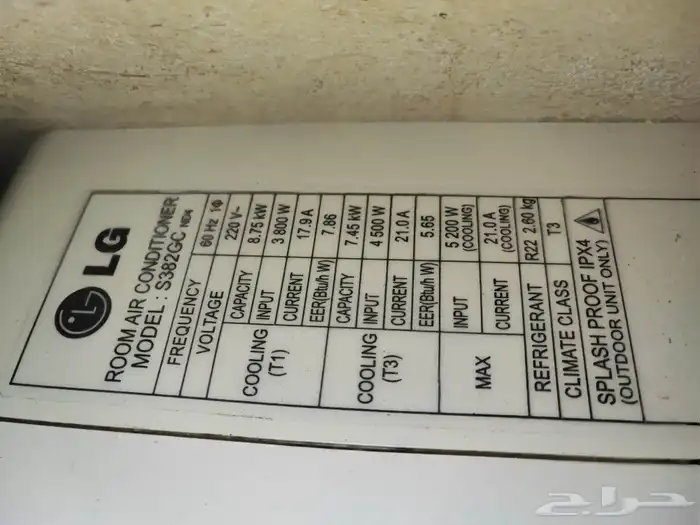 LG
ROOM AIR CONDITIONER
MODEL : S382GC ND4
FREQUENCY 60 Hz 1Φ
VOLTAGE 220 V~
COOLING (T1)
CAPACITY 8.75 kW
INPUT 3 800 W
CURRENT 17.9 A
EER(Btu/h W) 7.86
COOLING (T3)
CAPACITY 7.45 kW
INPUT 4 500 W
CURRENT 21.0 A
EER(Btu/h W) 5.65
MAX
INPUT 5 200 W (COOLING)
CURRENT 21.0 A (COOLING)
REFRIGERANT R22 2.60 kg
CLIMATE CLASS T3
SPLASH PROOF IPX4
(OUTDOOR UNIT ONLY)
حراج